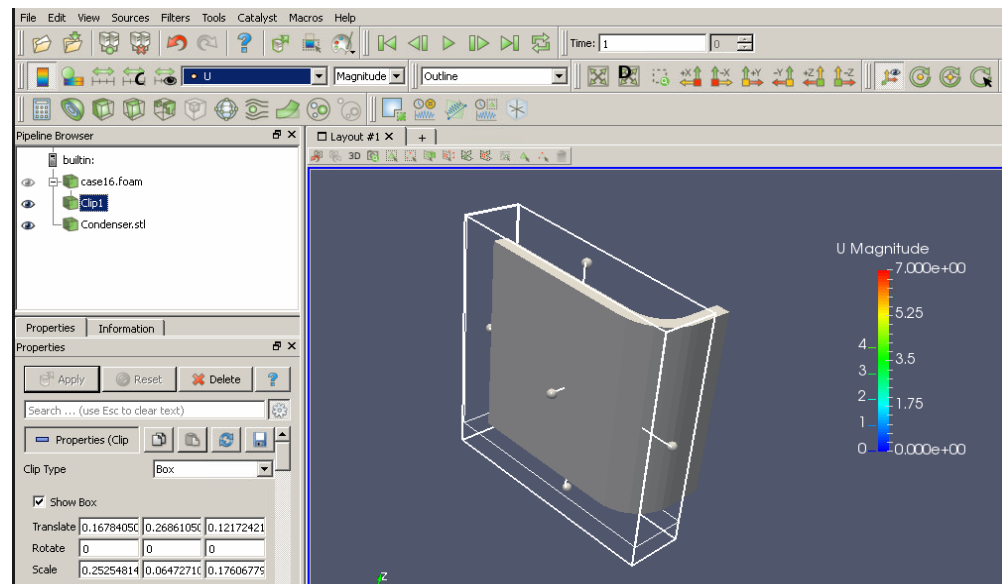 File Edit View Sources Filters Tools Catalyst Macros Help
Time: 1 0
U Magnitude Outline
+X -X +Y -Y +Z -Z
Pipeline Browser
Layout #1 X +
3D
builtin:
case16.foam
Clip1
Condenser.stl
U Magnitude
7.000e+00
5.25
4
3.5
3
2
1.75
1
0
0.000e+00
Z
Properties Information
Properties
Apply Reset Delete ?
Search ... (use Esc to clear text)
Properties (Clip
Clip Type Box
Show Box
Translate 0.1678405( 0.2686105( 0.12172421
Rotate 0 0 0
Scale 0.25254814 0.0647271( 0.17606779